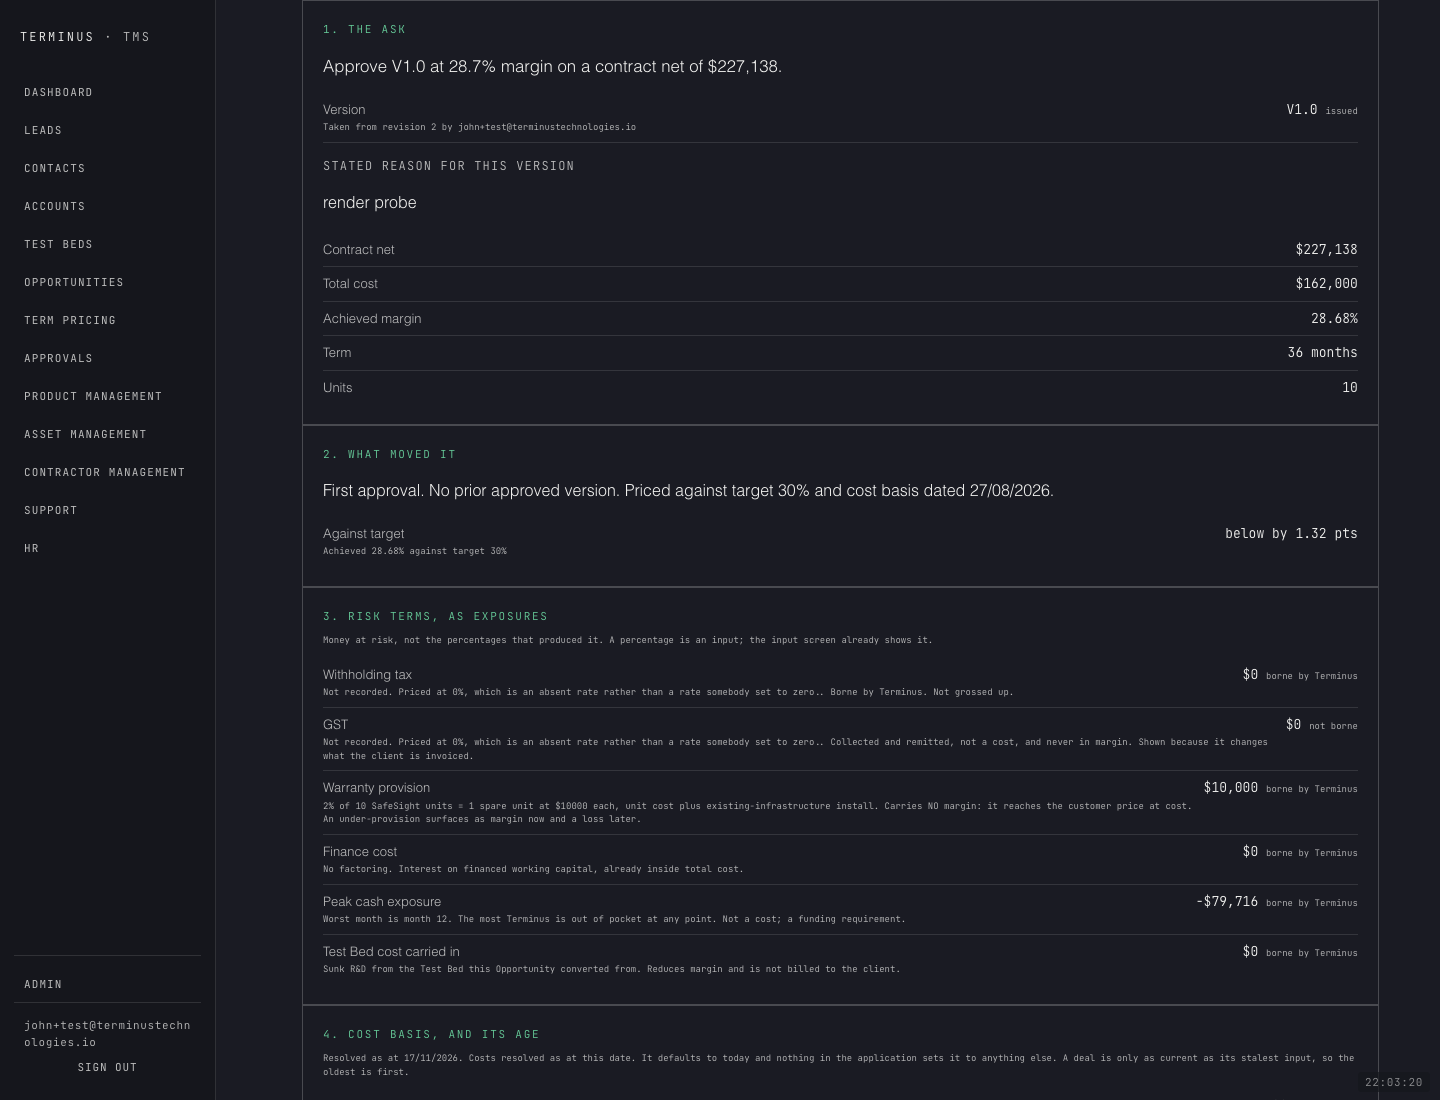 TERMINUS · TMS
DASHBOARD
LEADS
CONTACTS
ACCOUNTS
TEST BEDS
OPPORTUNITIES
TERM PRICING
APPROVALS
PRODUCT MANAGEMENT
ASSET MANAGEMENT
CONTRACTOR MANAGEMENT
SUPPORT
HR
ADMIN
john+test@terminustechn
ologies.io
SIGN OUT
1. THE ASK
Approve V1.0 at 28.7% margin on a contract net of $227,138.
Version V1.0 issued
Taken from revision 2 by john+test@terminustechnologies.io
STATED REASON FOR THIS VERSION
render probe
Contract net $227,138
Total cost $162,000
Achieved margin 28.68%
Term 36 months
Units 10
2. WHAT MOVED IT
First approval. No prior approved version. Priced against target 30% and cost basis dated 27/08/2026.
Against target below by 1.32 pts
Achieved 28.68% against target 30%
3. RISK TERMS, AS EXPOSURES
Money at risk, not the percentages that produced it. A percentage is an input; the input screen already shows it.
Withholding tax $0 borne by Terminus
Not recorded. Priced at 0%, which is an absent rate rather than a rate somebody set to zero.. Borne by Terminus. Not grossed up.
GST $0 not borne
Not recorded. Priced at 0%, which is an absent rate rather than a rate somebody set to zero.. Collected and remitted, not a cost, and never in margin. Shown because it changes
what the client is invoiced.
Warranty provision $10,000 borne by Terminus
2% of 10 SafeSight units = 1 spare unit at $10000 each, unit cost plus existing-infrastructure install. Carries NO margin: it reaches the customer price at cost.
An under-provision surfaces as margin now and a loss later.
Finance cost $0 borne by Terminus
No factoring. Interest on financed working capital, already inside total cost.
Peak cash exposure -$79,716 borne by Terminus
Worst month is month 12. The most Terminus is out of pocket at any point. Not a cost; a funding requirement.
Test Bed cost carried in $0 borne by Terminus
Sunk R&D from the Test Bed this Opportunity converted from. Reduces margin and is not billed to the client.
4. COST BASIS, AND ITS AGE
Resolved as at 17/11/2026. Costs resolved as at this date. It defaults to today and nothing in the application sets it to anything else. A deal is only as current as its stalest input, so the
oldest is first.
22:03:20